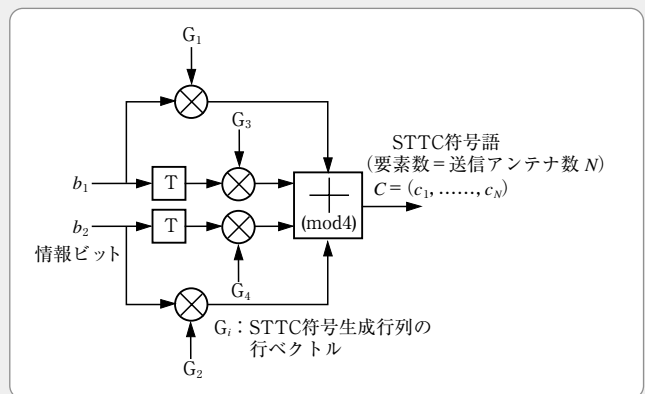 G₁
G₃
STTC符号語
(要素数＝送信アンテナ数 N)
C＝(c₁, ……, c_N)
b₁
T
(mod4)
b₂
T
情報ビット
G₄
G_i：STTC符号生成行列の
行ベクトル
G₂